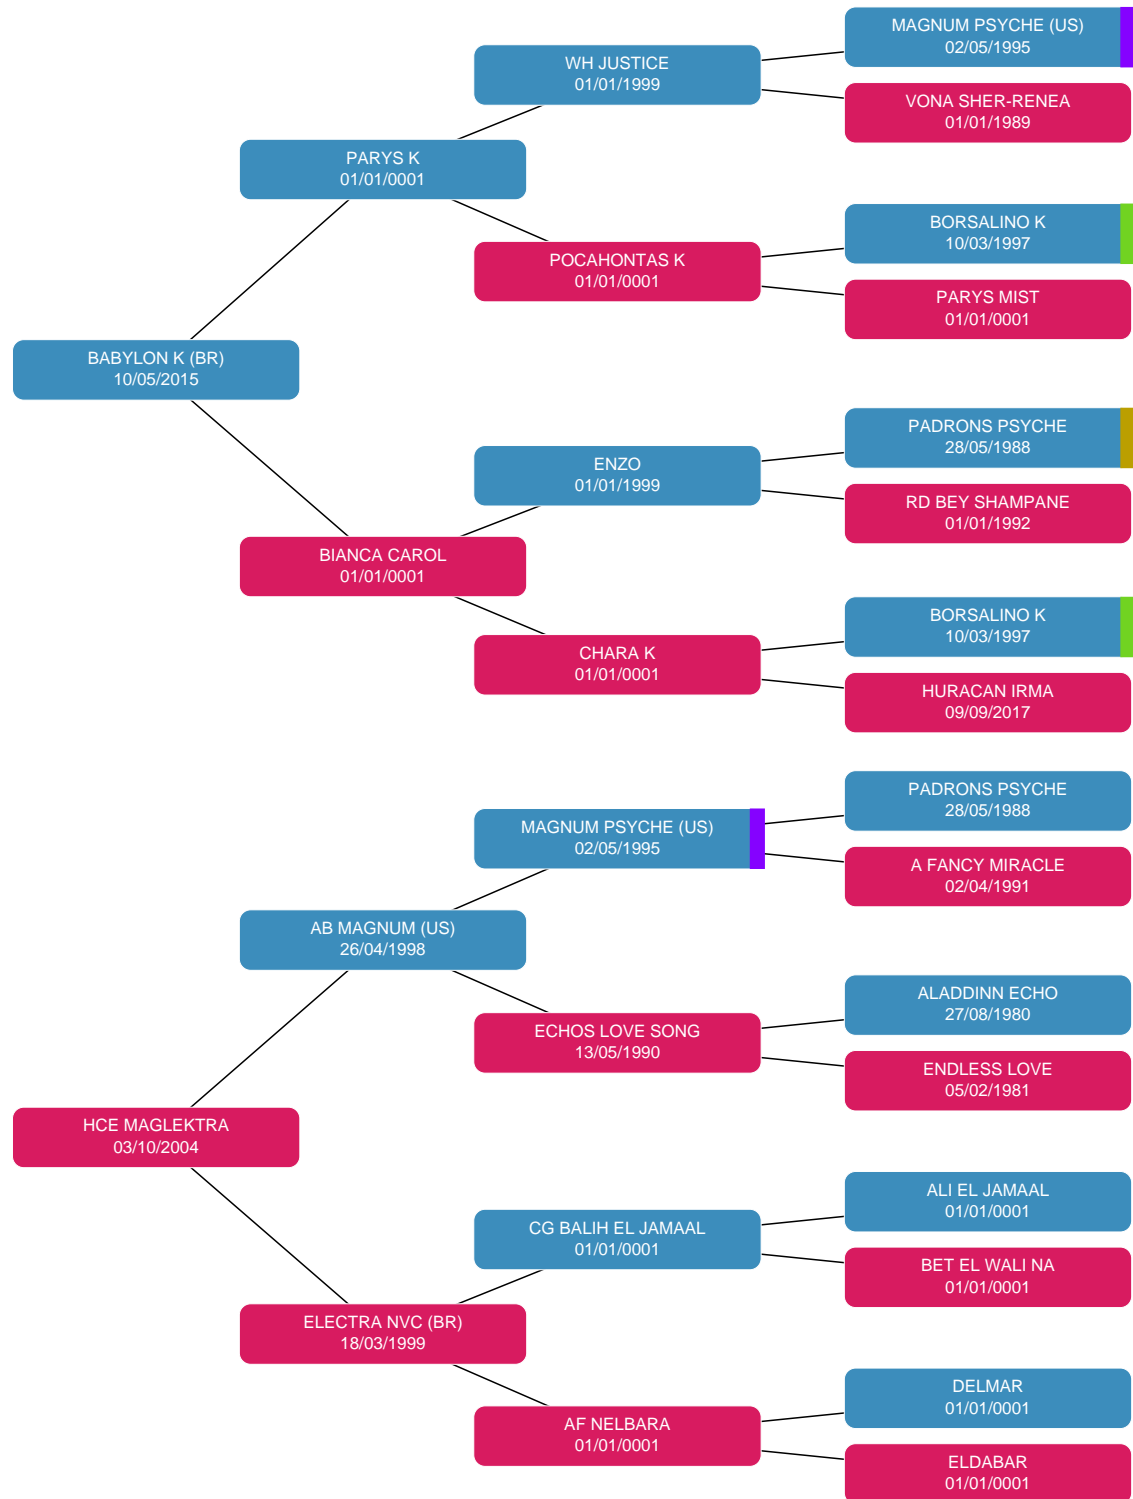 MAGNUM PSYCHE (US)
02/05/1995
WH JUSTICE
01/01/1999
VONA SHER-RENEA
01/01/1989
PARYS K
01/01/0001
BORSALINO K
10/03/1997
POCAHONTAS K
01/01/0001
PARYS MIST
01/01/0001
BABYLON K (BR)
10/05/2015
PADRONS PSYCHE
28/05/1988
ENZO
01/01/1999
RD BEY SHAMPANE
01/01/1992
BIANCA CAROL
01/01/0001
BORSALINO K
10/03/1997
CHARA K
01/01/0001
HURACAN IRMA
09/09/2017
PADRONS PSYCHE
28/05/1988
MAGNUM PSYCHE (US)
02/05/1995
A FANCY MIRACLE
02/04/1991
AB MAGNUM (US)
26/04/1998
ALADDINN ECHO
27/08/1980
ECHOS LOVE SONG
13/05/1990
ENDLESS LOVE
05/02/1981
HCE MAGLEKTRA
03/10/2004
ALI EL JAMAAL
01/01/0001
CG BALIH EL JAMAAL
01/01/0001
BET EL WALI NA
01/01/0001
ELECTRA NVC (BR)
18/03/1999
DELMAR
01/01/0001
AF NELBARA
01/01/0001
ELDABAR
01/01/0001